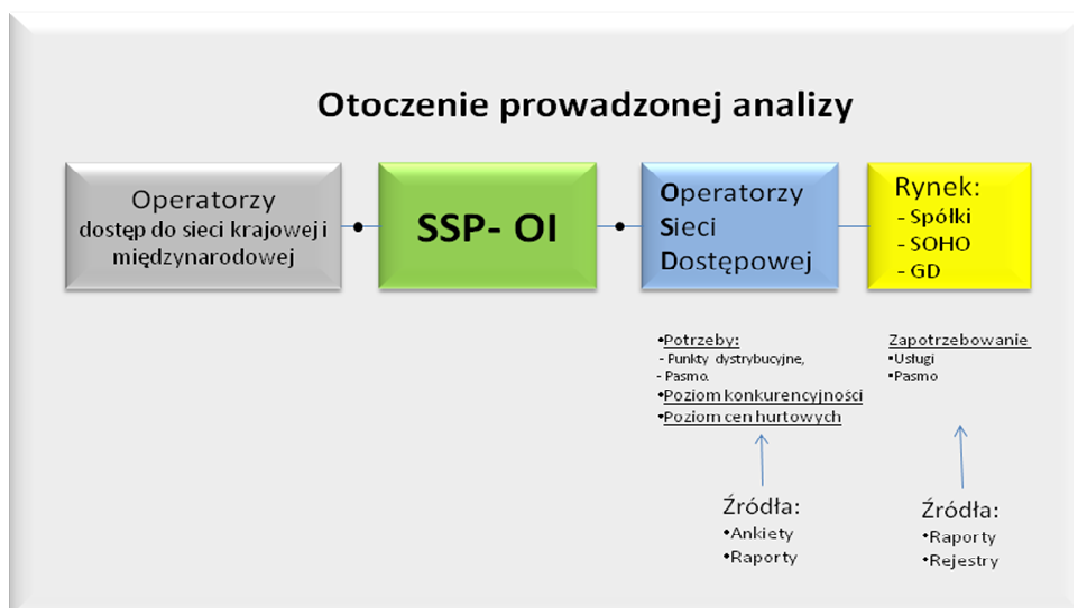 Otoczenie prowadzonej analizy
Operatorzy
dostęp do sieci krajowej i
międzynarodowej
SSP- OI
Operatorzy
Sieci
Dostępowej
Rynek:
- Spółki
- SOHO
- GD
•Potrzeby:
- Punkty dystrybucyjne,
- Pasmo.
•Poziom konkurencyjności
•Poziom cen hurtowych
Zapotrzebowanie
•Usługi
•Pasmo
Źródła:
•Ankiety
•Raporty
Źródła:
•Raporty
•Rejestry